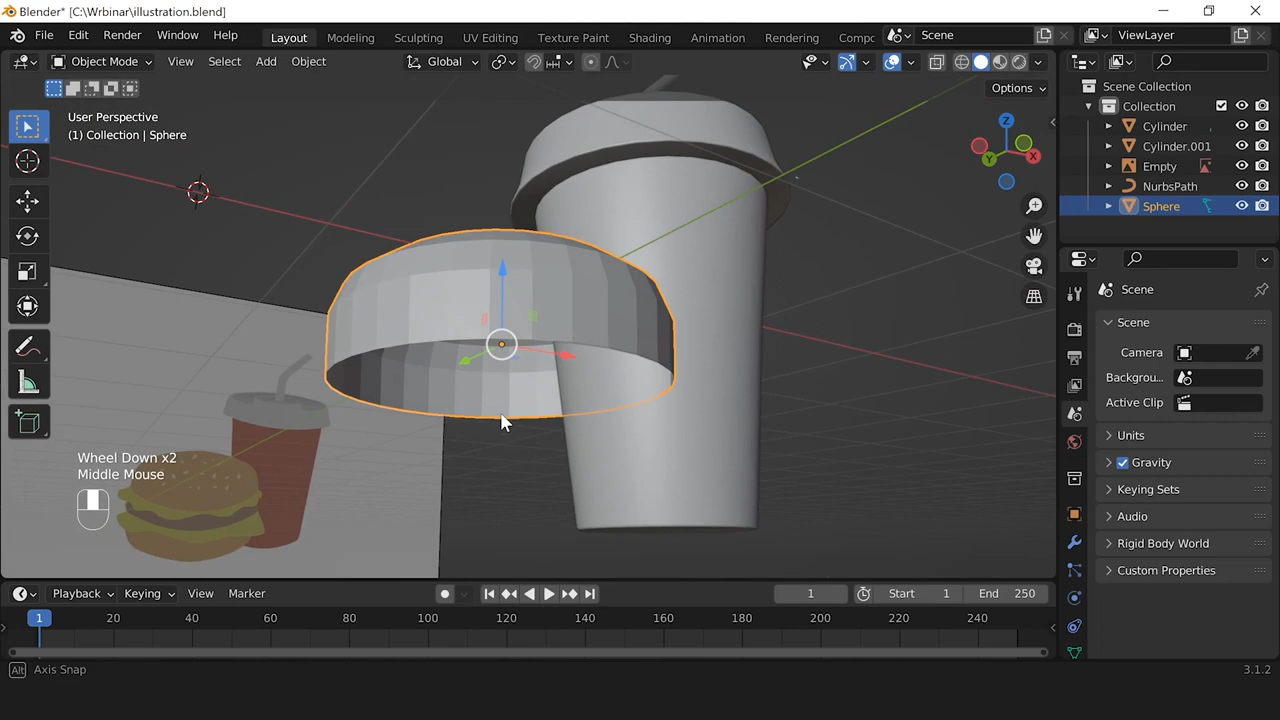 Blender* [C:\Wrbinar\illustration.blend]
File Edit Render Window Help Layout Modeling Sculpting UV Editing Texture Paint Shading Animation Rendering Compc Scene ViewLayer
Object Mode View Select Add Object Global
Options
User Perspective
(1) Collection | Sphere
Z
X
Y
Wheel Down x2
Middle Mouse
Scene Collection
Collection
Cylinder
Cylinder.001
Empty
NurbsPath
Sphere
Scene
Scene
Camera
Backgrou...
Active Clip
Units
Gravity
Keying Sets
Audio
Rigid Body World
Custom Properties
Playback Keying View Marker 1 Start 1 End 250
1 20 40 60 80 100 120 140 160 180 200 220 240
Alt Axis Snap 3.1.2